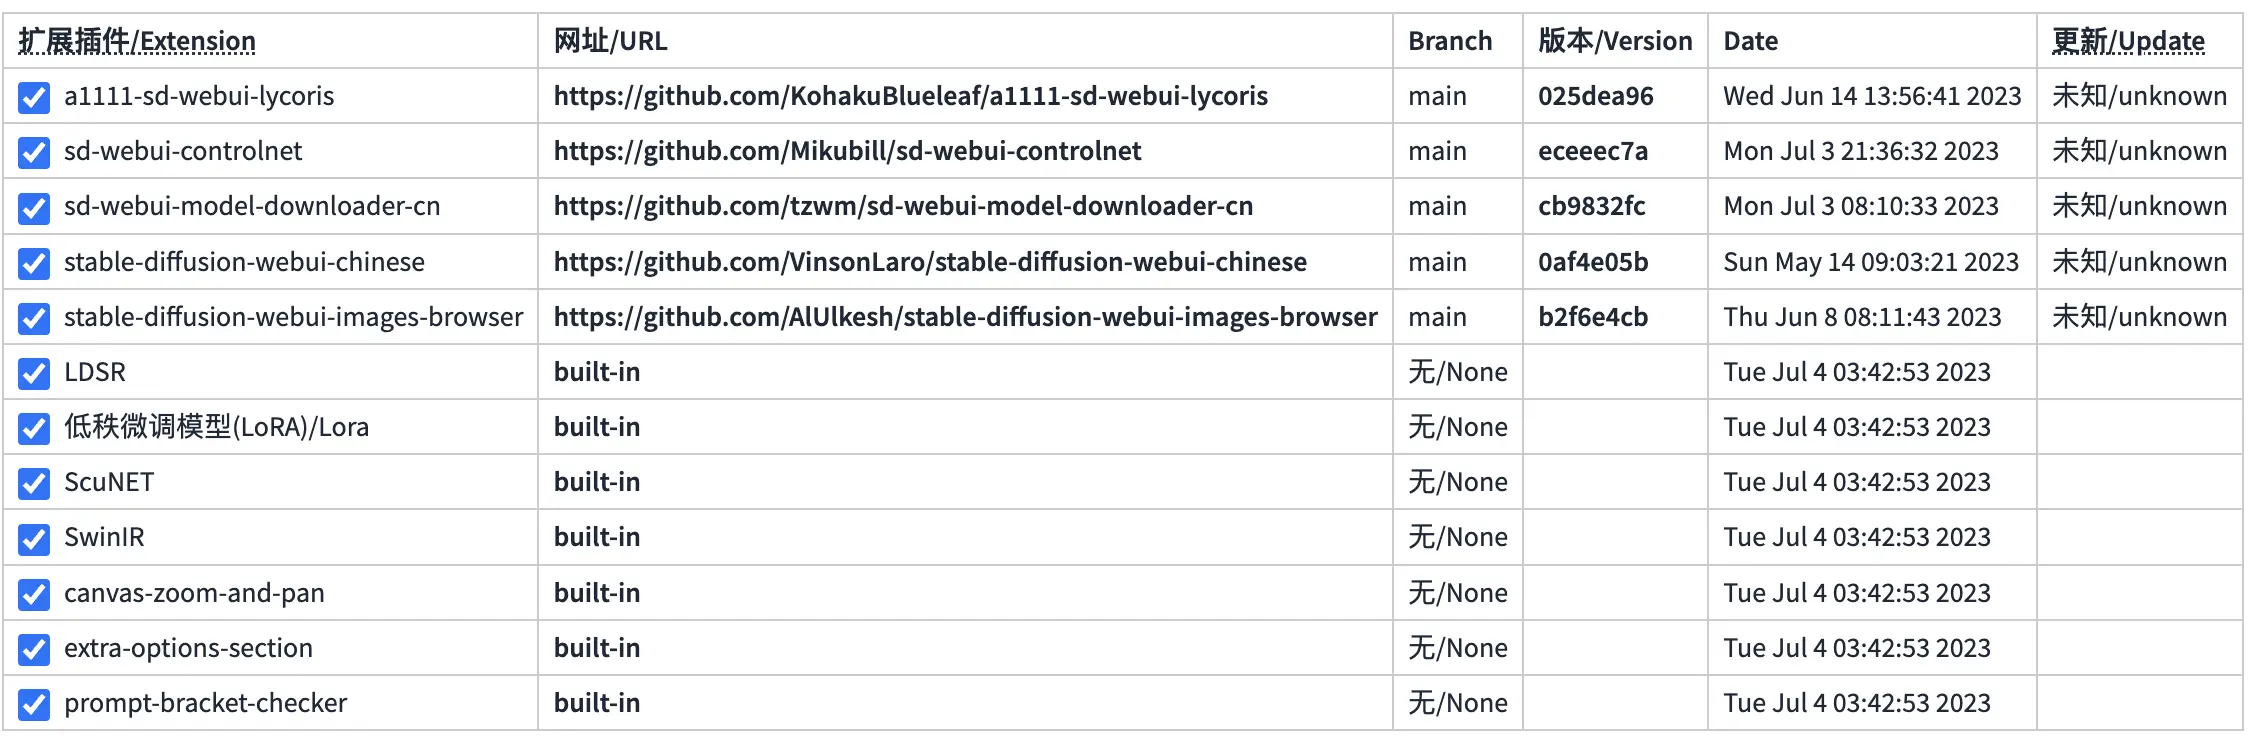 扩展插件/Extension 网址/URL Branch 版本/Version Date 更新/Update
a1111-sd-webui-lycoris https://github.com/KohakuBlueleaf/a1111-sd-webui-lycoris main 025dea96 Wed Jun 14 13:56:41 2023 未知/unknown
sd-webui-controlnet https://github.com/Mikubill/sd-webui-controlnet main eceeec7a Mon Jul 3 21:36:32 2023 未知/unknown
sd-webui-model-downloader-cn https://github.com/tzwm/sd-webui-model-downloader-cn main cb9832fc Mon Jul 3 08:10:33 2023 未知/unknown
stable-diffusion-webui-chinese https://github.com/VinsonLaro/stable-diffusion-webui-chinese main 0af4e05b Sun May 14 09:03:21 2023 未知/unknown
stable-diffusion-webui-images-browser https://github.com/AlUlkesh/stable-diffusion-webui-images-browser main b2f6e4cb Thu Jun 8 08:11:43 2023 未知/unknown
LDSR built-in 无/None Tue Jul 4 03:42:53 2023
低秩微调模型(LoRA)/Lora built-in 无/None Tue Jul 4 03:42:53 2023
ScuNET built-in 无/None Tue Jul 4 03:42:53 2023
SwinIR built-in 无/None Tue Jul 4 03:42:53 2023
canvas-zoom-and-pan built-in 无/None Tue Jul 4 03:42:53 2023
extra-options-section built-in 无/None Tue Jul 4 03:42:53 2023
prompt-bracket-checker built-in 无/None Tue Jul 4 03:42:53 2023